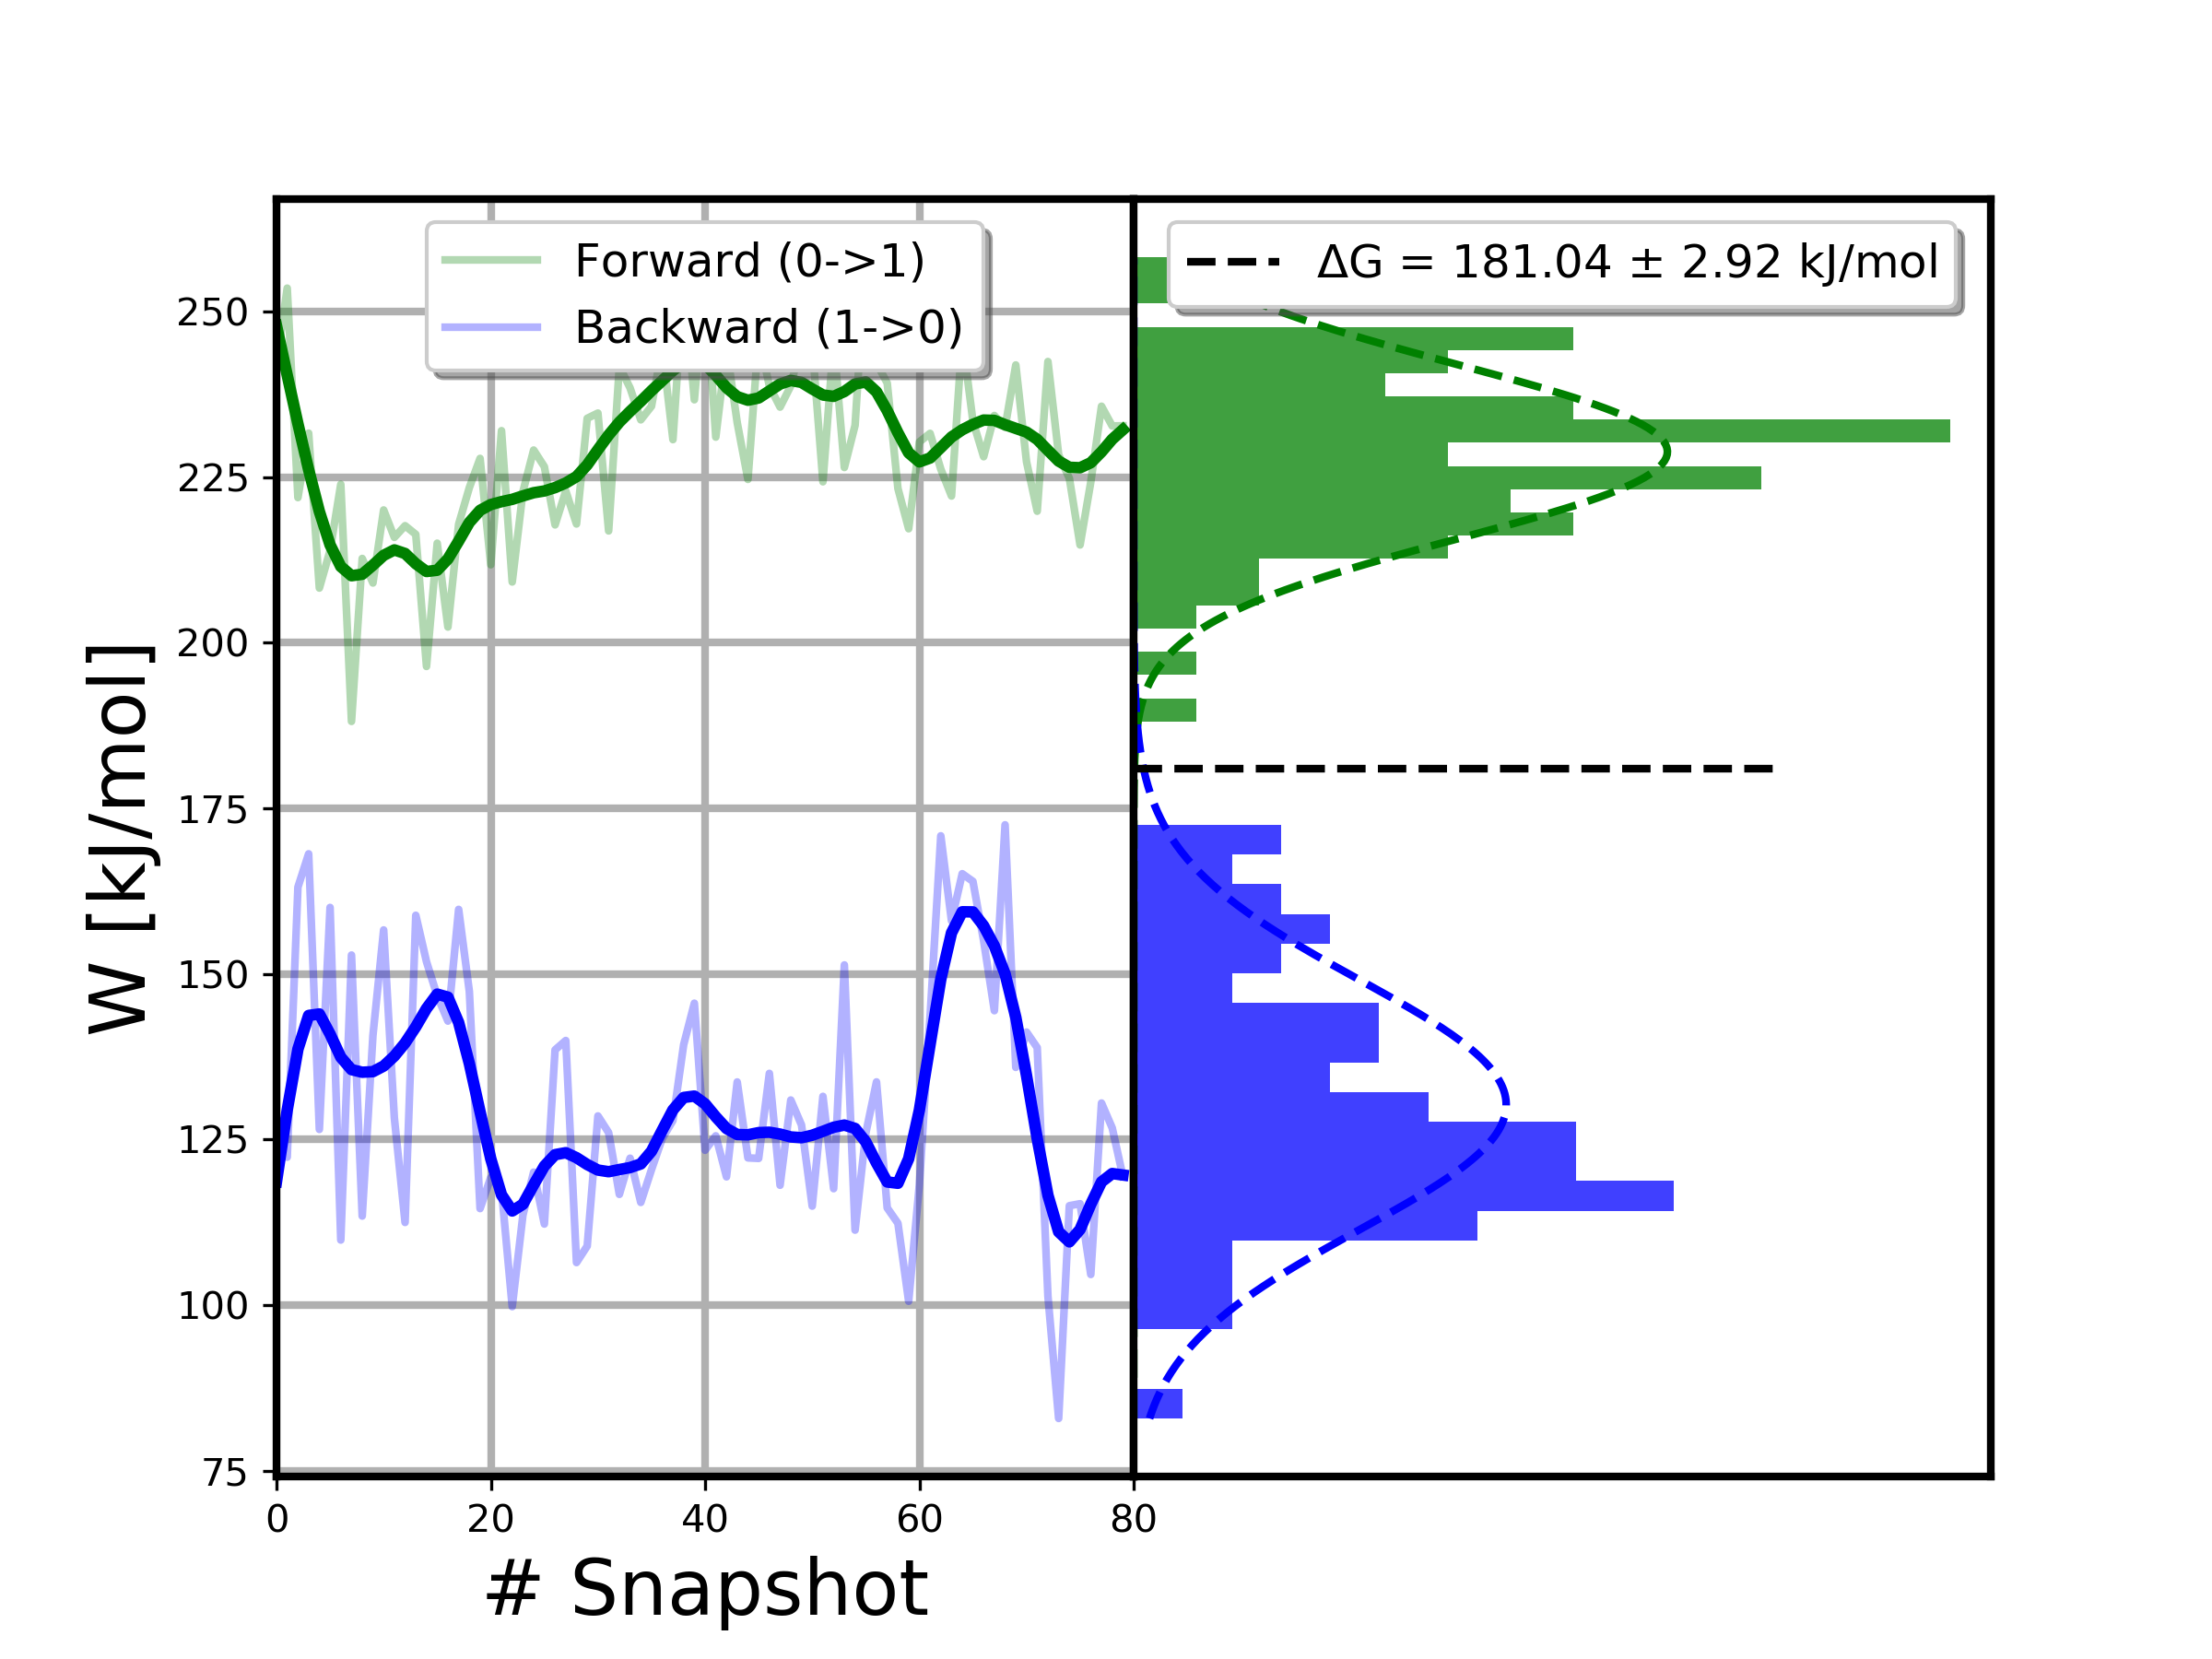 Forward (0->1)
Backward (1->0)
ΔG = 181.04 ± 2.92 kJ/mol
W [kJ/mol]
250
225
200
175
150
125
100
75
0 20 40 60 80
# Snapshot